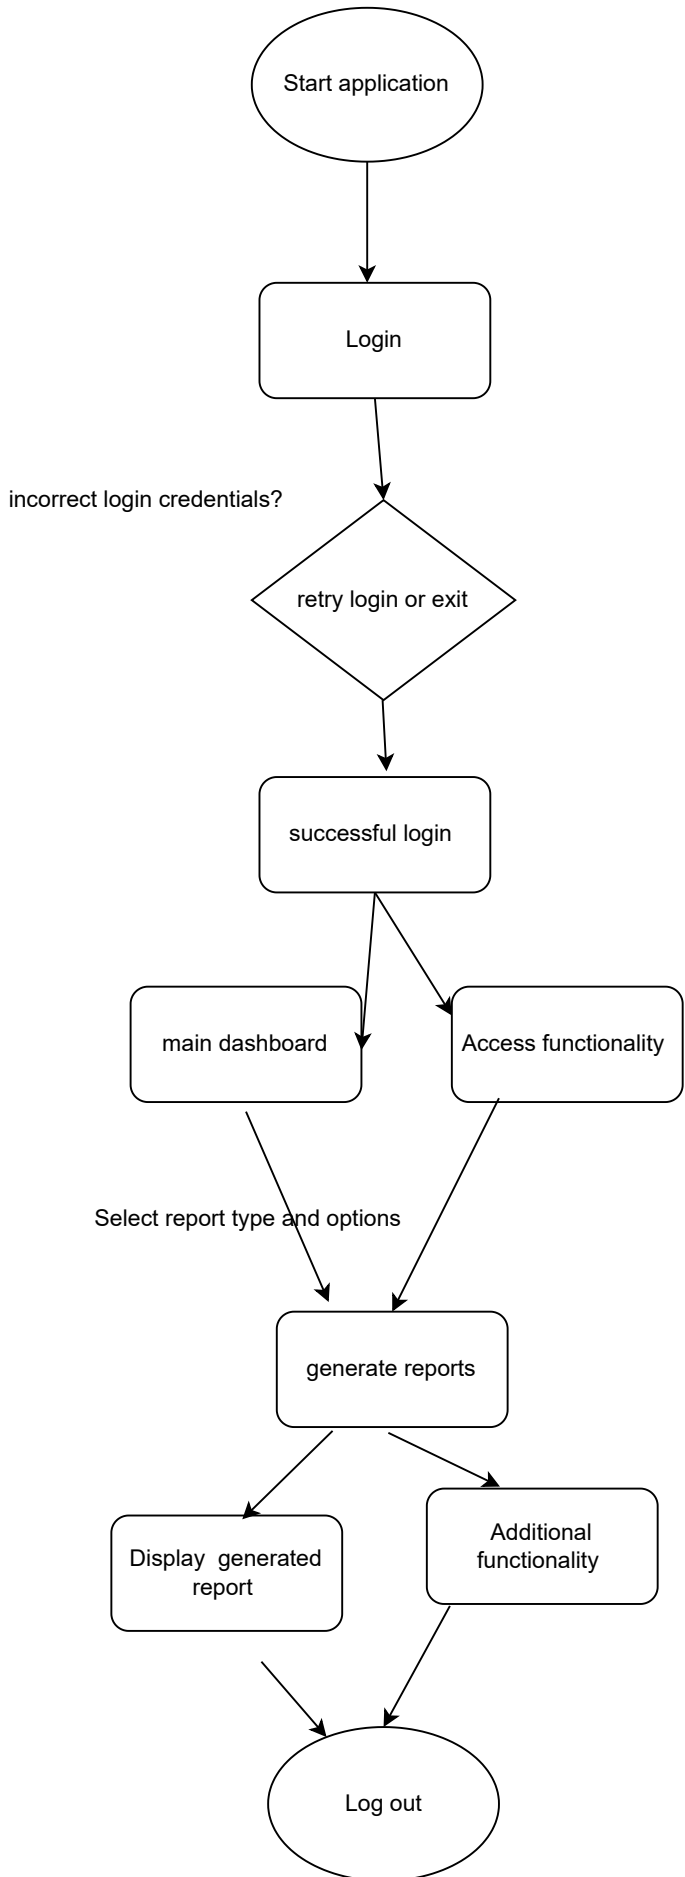 Start application
Login
incorrect login credentials?
retry login or exit
successful login
main dashboard
Access functionality
Select report type and options
generate reports
Display  generated
report
Additional
functionality
Log out